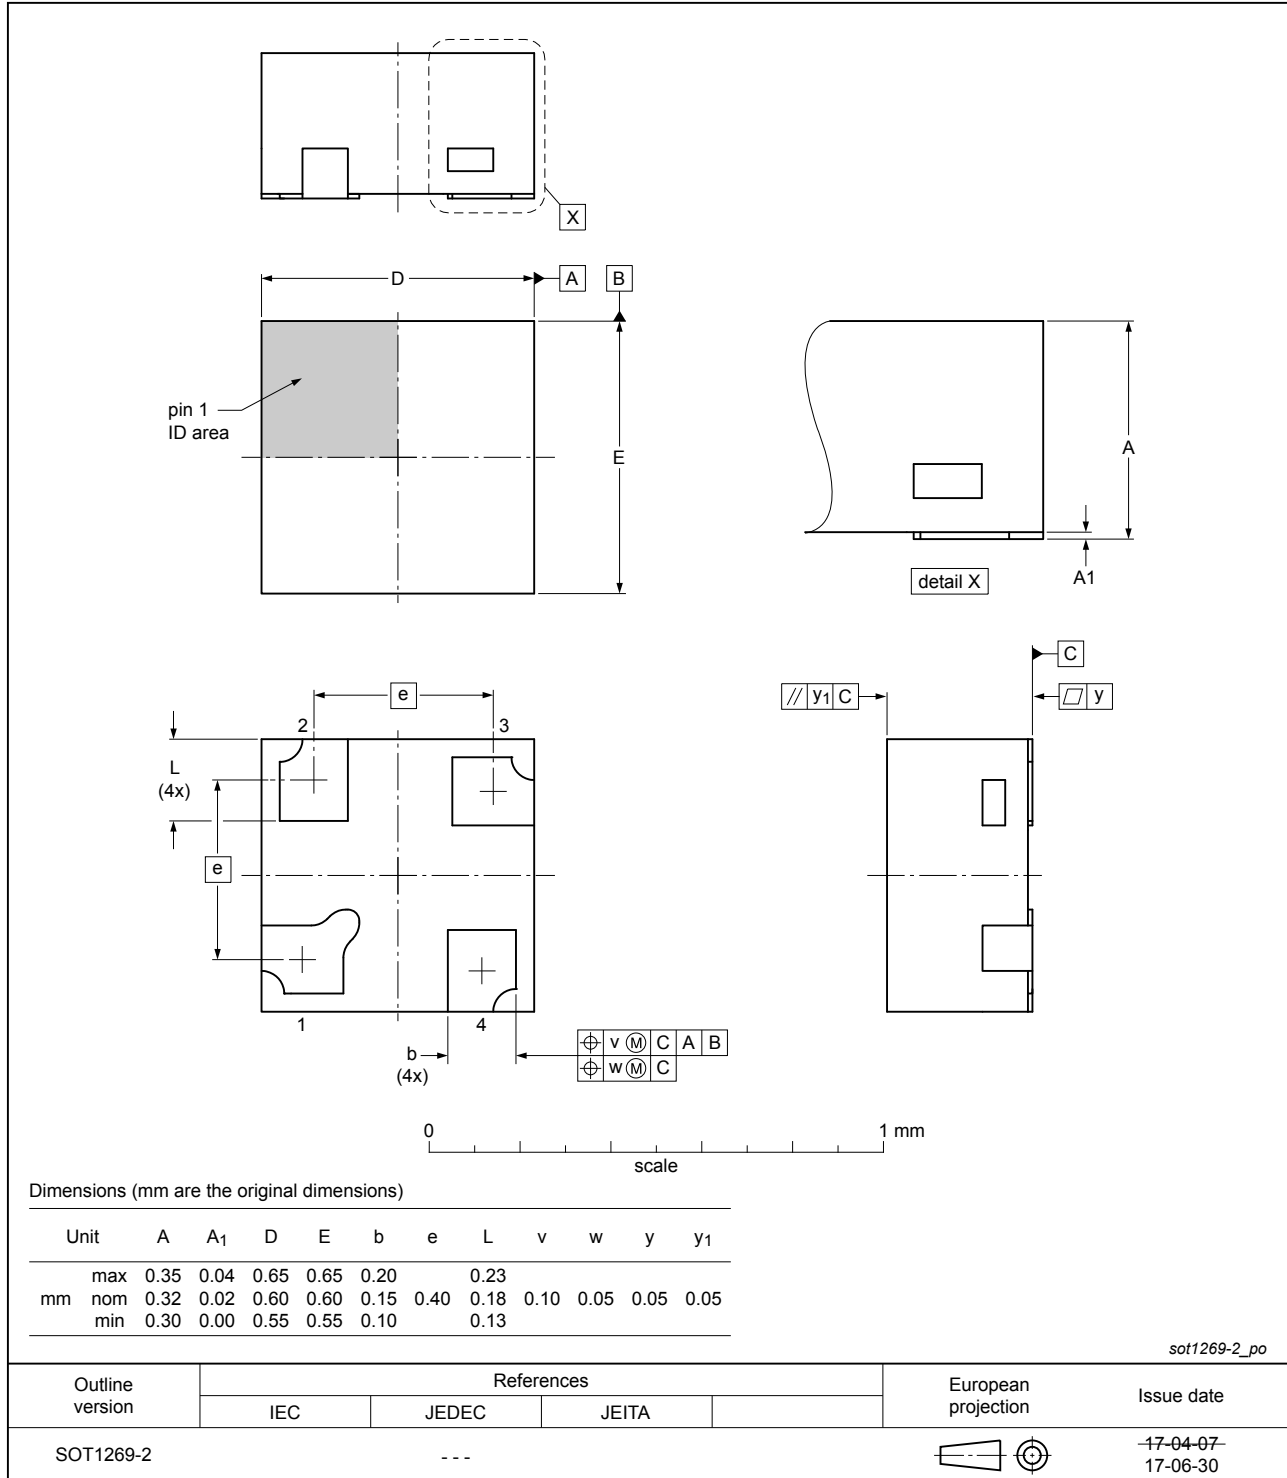 X
D
A
B
pin 1
ID area
E
A
A1
detail X
C
e
// y1 C
y
2
3
L
(4x)
e
1
4
b
(4x)
v M C A B
w M C
0
1 mm
scale
Dimensions (mm are the original dimensions)
Unit A A1 D E b e L v w y y1
max 0.35 0.04 0.65 0.65 0.20 0.23
mm nom 0.32 0.02 0.60 0.60 0.15 0.40 0.18 0.10 0.05 0.05 0.05
min 0.30 0.00 0.55 0.55 0.10 0.13
sot1269-2_po
Outline version
References
European projection
Issue date
IEC
JEDEC
JEITA
SOT1269-2
- - -
17-04-07
17-06-30